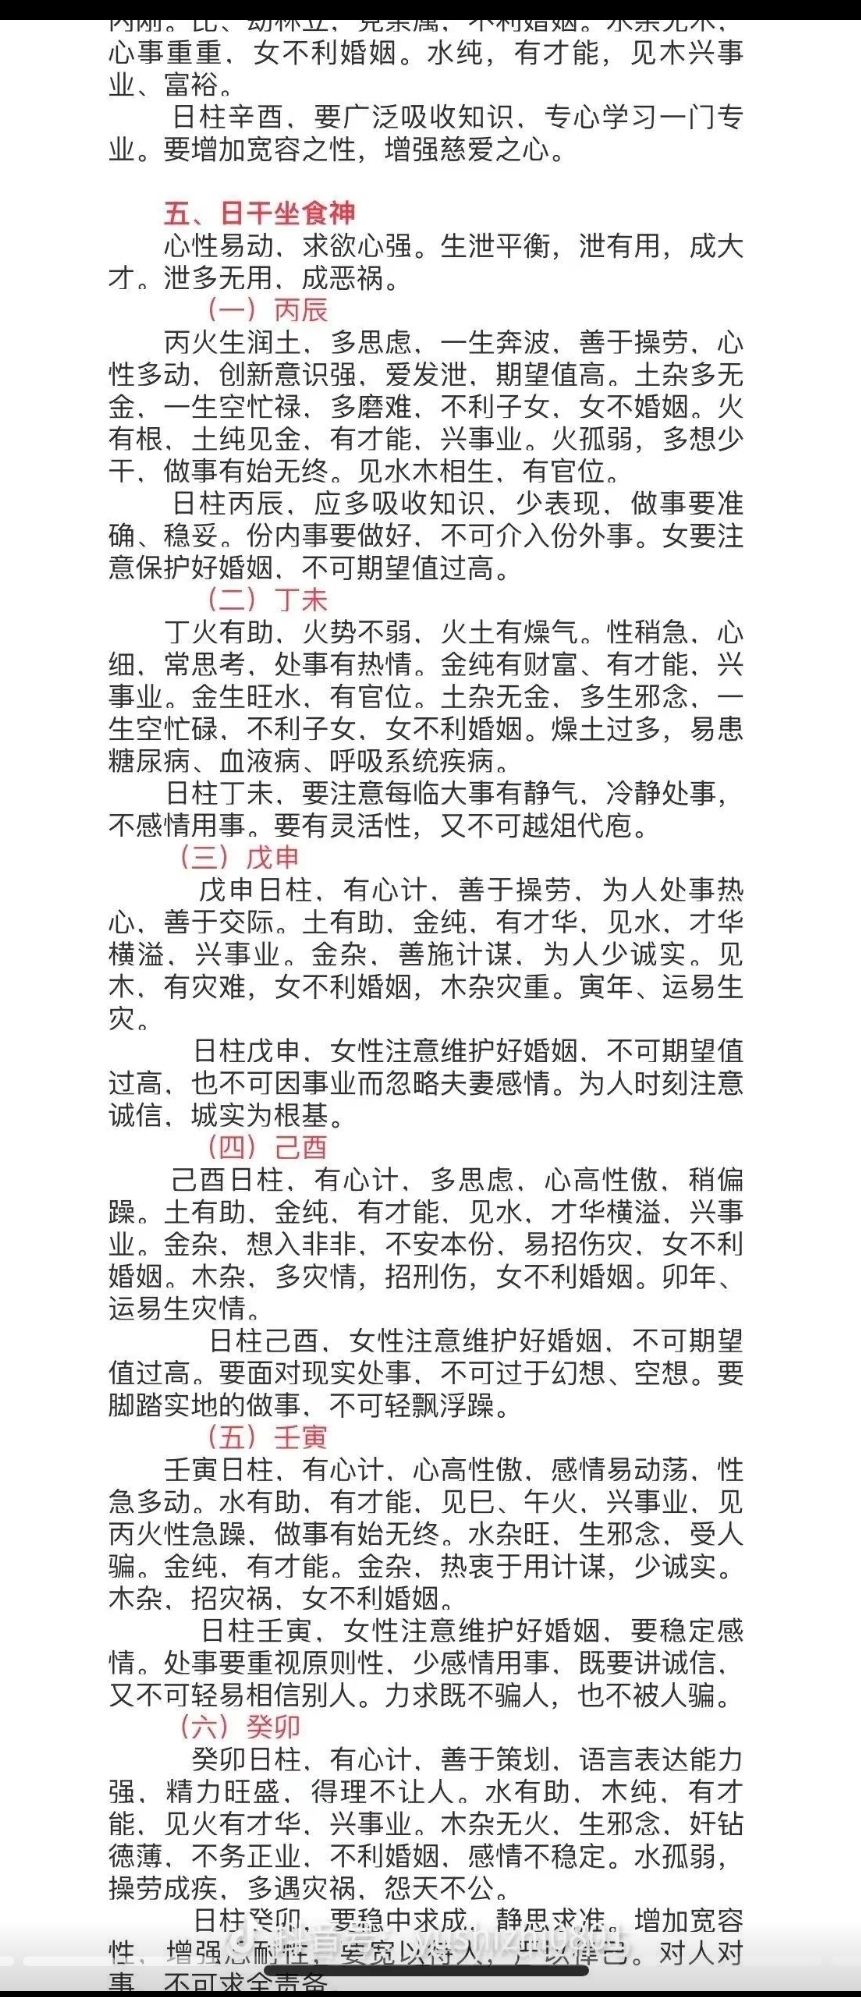 心事重重，女不利婚姻。水纯，有才能，见木兴事
业、富裕。
日柱辛酉，要广泛吸收知识，专心学习一门专
业。要增加宽容之性，增强慈爱之心。
五、日干坐食神
心性易动，求欲心强。生泄平衡，泄有用，成大
才。泄多无用，成恶祸。
（一）丙辰
丙火生润土，多思虑，一生奔波，善于操劳，心
性多动，创新意识强，爱发泄，期望值高。土杂多无
金，一生空忙禄，多磨难，不利子女，女不婚姻。火
有根，土纯见金，有才能，兴事业。火孤弱，多想少
干，做事有始无终。见水木相生，有官位。
日柱丙辰，应多吸收知识，少表现，做事要准
确、稳妥。份内事要做好，不可介入份外事。女要注
意保护好婚姻，不可期望值过高。
（二）丁未
丁火有助，火势不弱，火土有燥气。性稍急，心
细，常思考，处事有热情。金纯有财富、有才能，兴
事业。金生旺水，有官位。土杂无金，多生邪念，一
生空忙碌，不利子女，女不利婚姻。燥土过多，易患
糖尿病、血液病、呼吸系统疾病。
日柱丁未，要注意每临大事有静气，冷静处事，
不感情用事。要有灵活性，又不可越俎代庖。
（三）戊申
戊申日柱，有心计，善于操劳，为人处事热
心，善于交际。土有助，金纯，有才华，见水，才华
横溢，兴事业。金杂，善施计谋，为人少诚实。见
木，有灾难，女不利婚姻，木杂灾重。寅年、运易生
灾。
日柱戊申，女性注意维护好婚姻，不可期望值
过高，也不可因事业而忽略夫妻感情。为人时刻注意
诚信，城实为根基。
（四）己酉
己酉日柱，有心计，多思虑，心高性傲，稍偏
躁。土有助，金纯，有才能，见水，才华横溢，兴事
业。金杂，想入非非，不安本份，易招伤灾，女不利
婚姻。木杂，多灾情，招刑伤，女不利婚姻。卯年、
运易生灾情。
日柱己酉，女性注意维护好婚姻，不可期望
值过高。要面对现实处事，不可过于幻想、空想。要
脚踏实地的做事，不可轻飘浮躁。
（五）壬寅
壬寅日柱，有心计，心高性傲，感情易动荡，性
急多动。水有助，有才能，见巳、午火，兴事业，见
丙火性急躁，做事有始无终。水杂旺，生邪念，受人
骗。金纯，有才能。金杂，热衷于用计谋，少诚实。
木杂，招灾祸，女不利婚姻。
日柱壬寅，女性注意维护好婚姻，要稳定感
情。处事要重视原则性，少感情用事，既要讲诚信，
又不可轻易相信别人。力求既不骗人，也不被人骗。
（六）癸卯
癸卯日柱，有心计，善于策划，语言表达能力
强，精力旺盛，得理不让人。水有助，木纯，有才
能，见火有才华，兴事业。木杂无火，生邪念，奸钻
德薄，不务正业，不利婚姻，感情不稳定。水孤弱，
操劳成疾，多遇灾祸，怨天不公。
日柱癸卯，要稳中求成，静思求准。增加宽容
性，增强忍耐性，要宽以待人，严以律己。对人对
事，不可求全责备